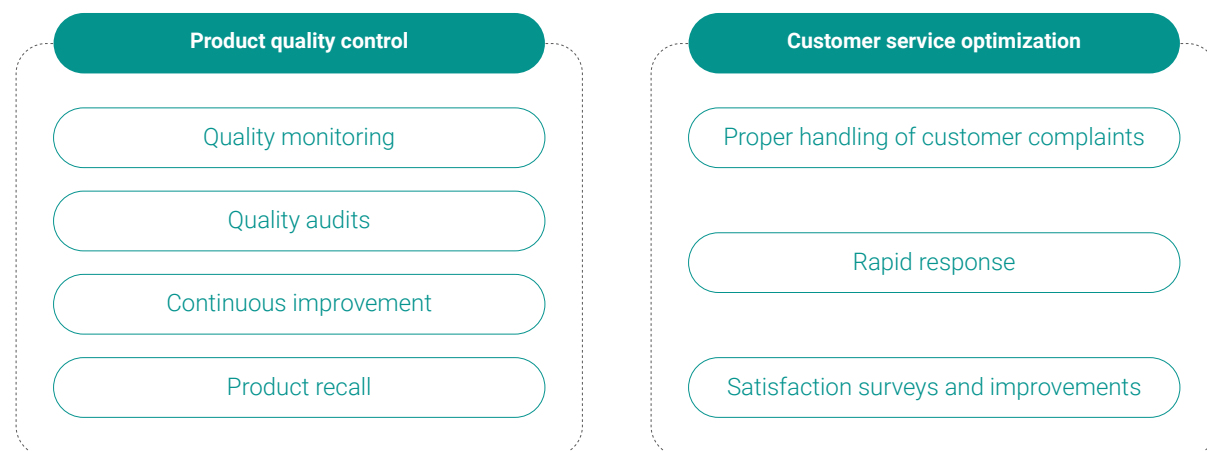 Product quality control
Quality monitoring
Quality audits
Continuous improvement
Product recall
Customer service optimization
Proper handling of customer complaints
Rapid response
Satisfaction surveys and improvements